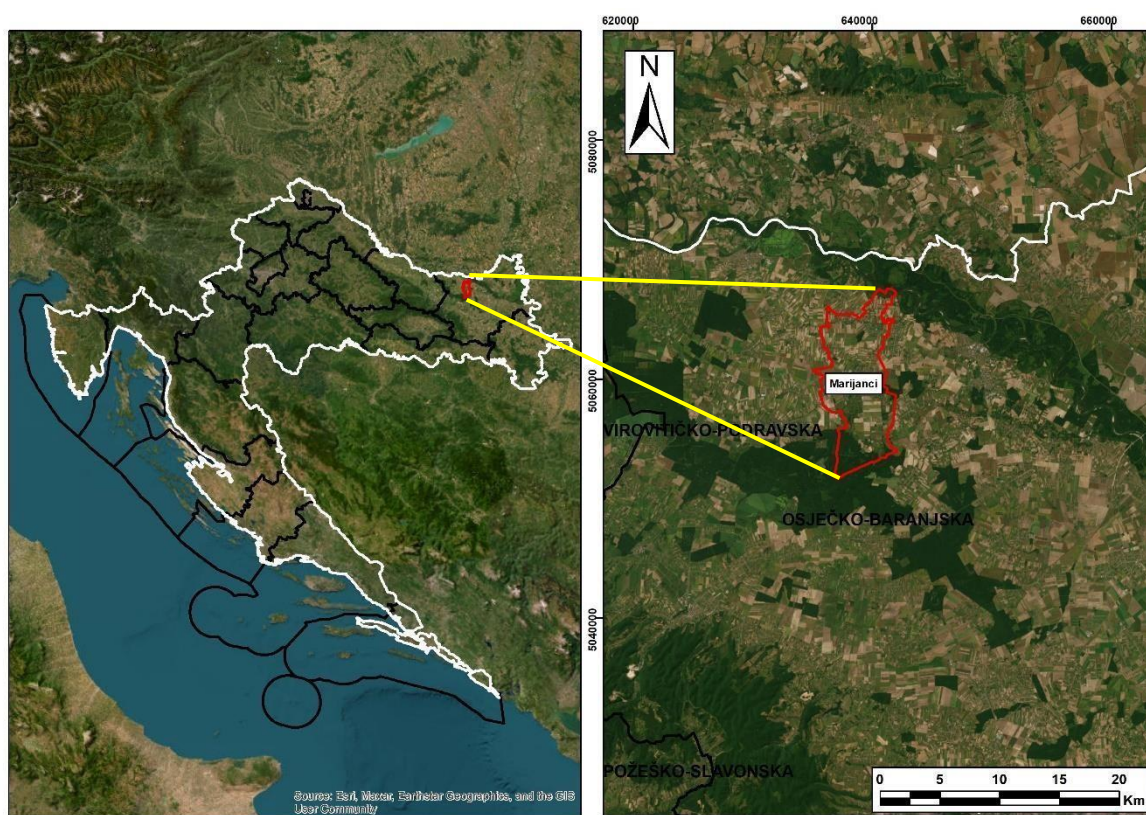 620000
640000
660000
N
5080000
5060000
Marijanci
VIROVITIČKO-PODRAVSKA
OSJEČKO-BARANJSKA
5040000
POŽEŠKO-SLAVONSKA
0 5 10 15 20
Km
Source: Esri, Maxar, Earthstar Geographics, and the GIS
User Community